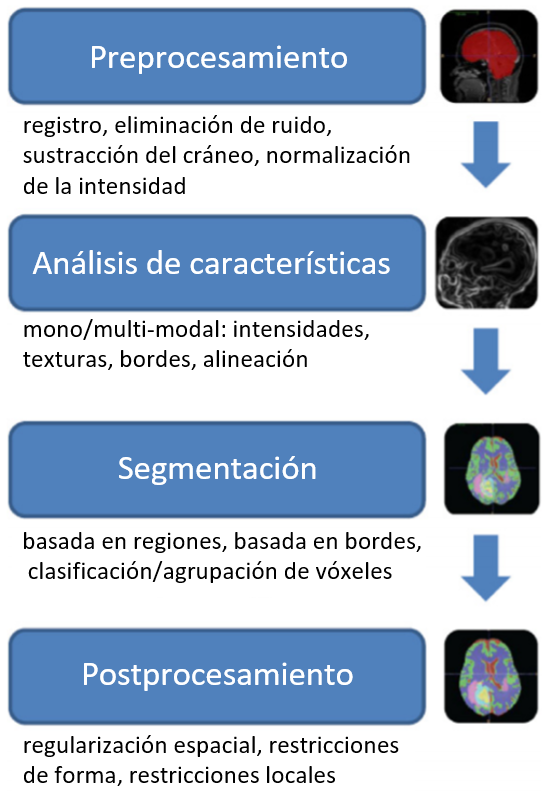 Preprocesamiento
registro, eliminación de ruido,
sustracción del cráneo, normalización
de la intensidad
Análisis de características
mono/multi-modal: intensidades,
texturas, bordes, alineación
Segmentación
basada en regiones, basada en bordes,
clasificación/agrupación de vóxeles
Postprocesamiento
regularización espacial, restricciones
de forma, restricciones locales